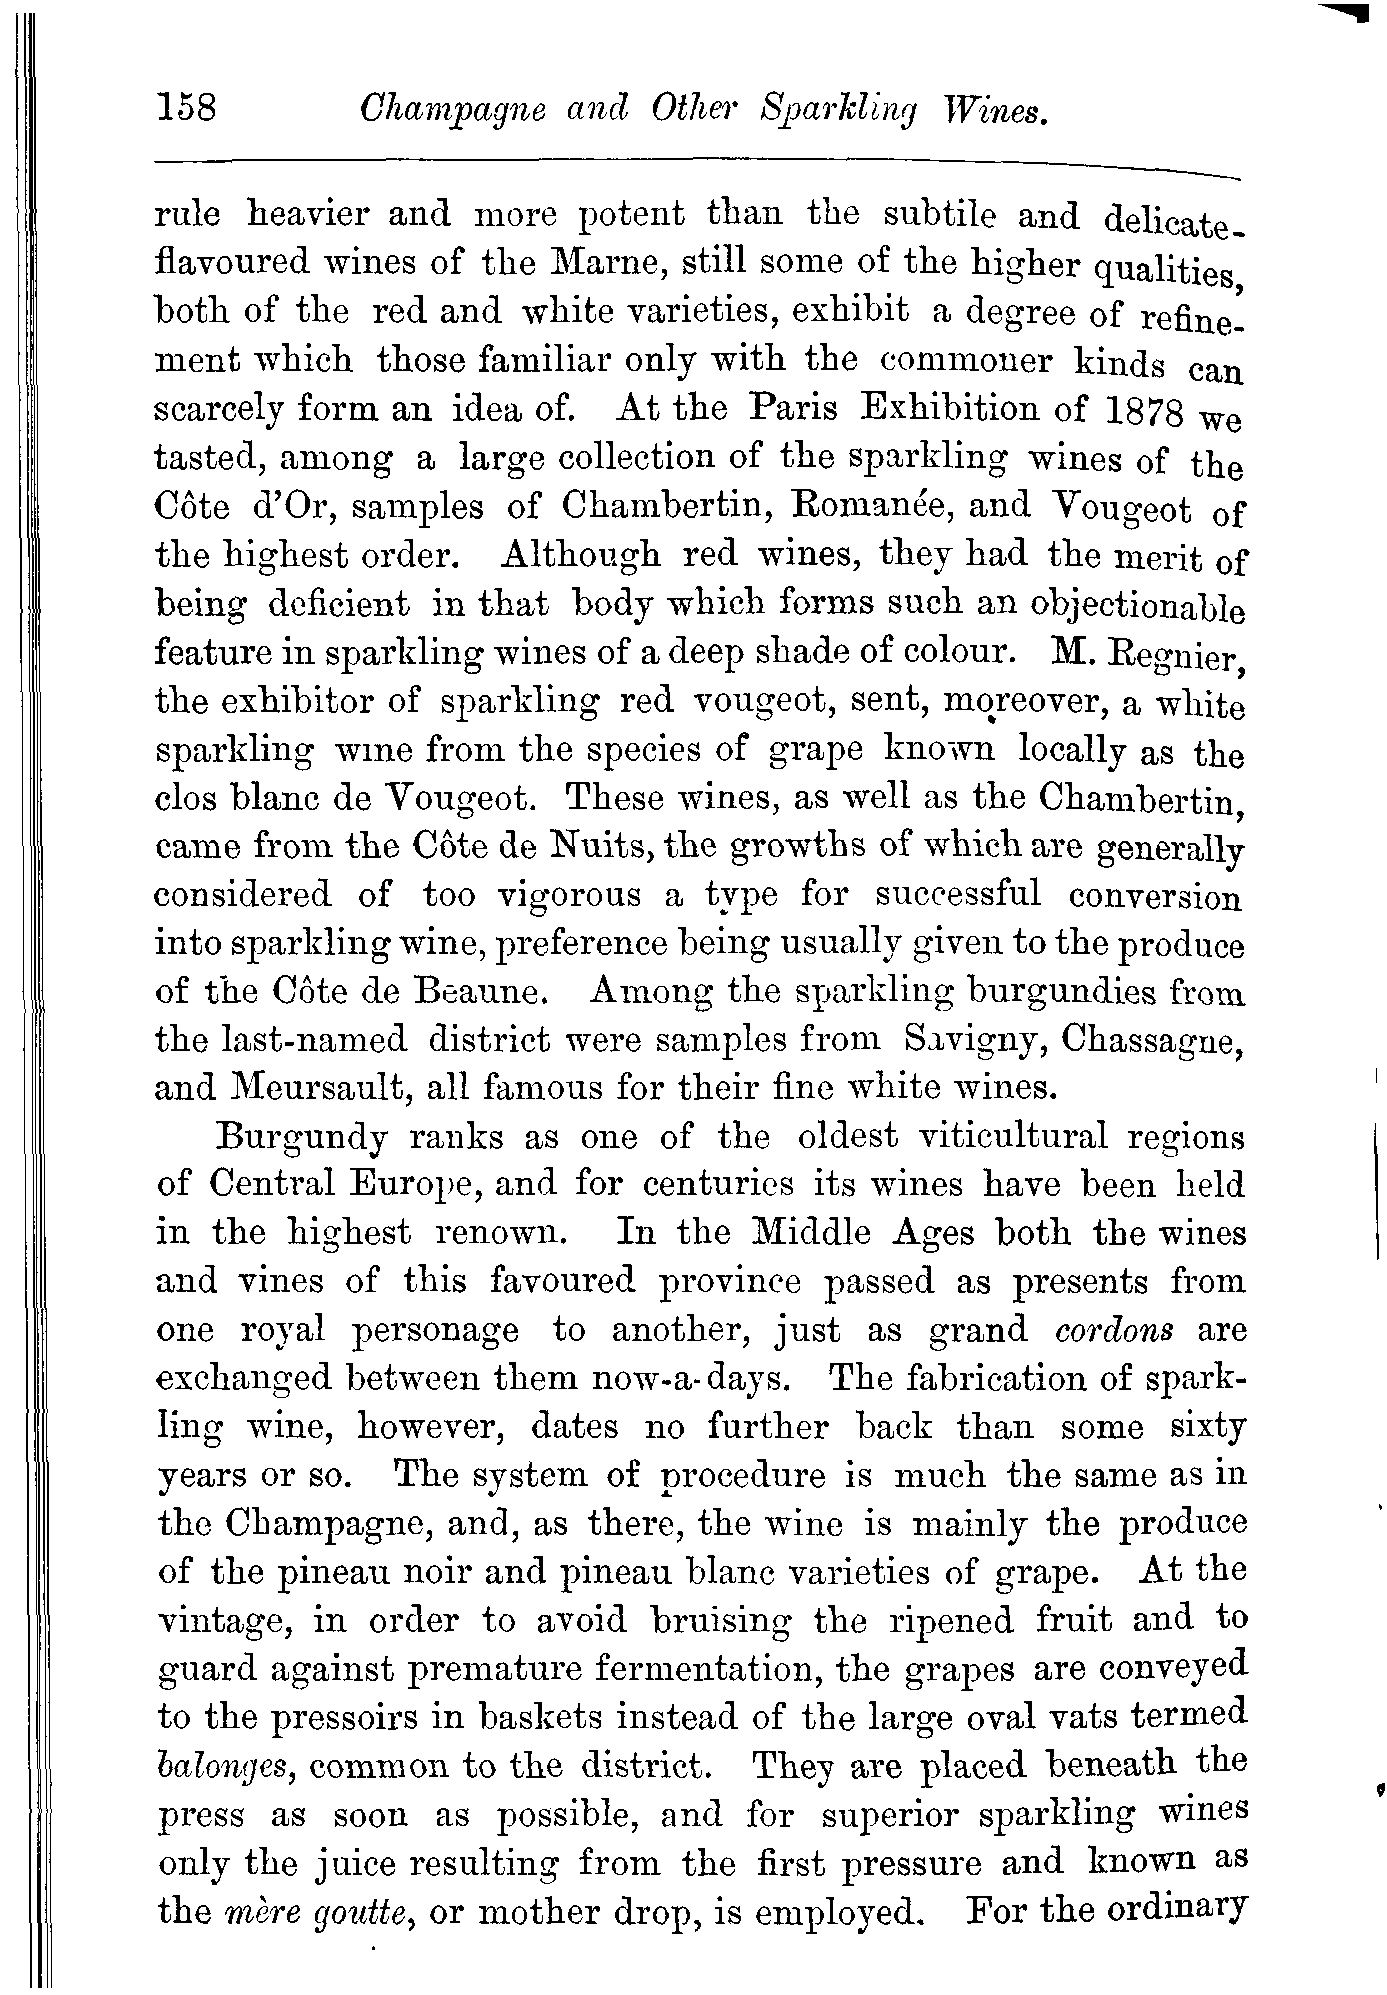 158 Champagne and Other Sparkling Wines.
rule heavier and more potent than the subtile and delicate-
flavoured wines of the Marne, still some of the higher qualities,
both of the red and white varieties, exhibit a degree of refine-
ment which those familiar only with the commoner kinds can
scarcely form an idea of. At the Paris Exhibition of 1878 we
tasted, among a large collection of the sparkling wines of the
Côte d'Or, samples of Chambertin, Romanée, and Vougeot of
the highest order. Although red wines, they had the merit of
being deficient in that body which forms such an objectionable
feature in sparkling wines of a deep shade of colour. M. Regnier,
the exhibitor of sparkling red vougeot, sent, moreover, a white
sparkling wine from the species of grape known locally as the
clos blanc de Vougeot. These wines, as well as the Chambertin,
came from the Côte de Nuits, the growths of which are generally
considered of too vigorous a type for successful conversion
into sparkling wine, preference being usually given to the produce
of the Côte de Beaune. Among the sparkling burgundies from
the last-named district were samples from Savigny, Chassagne,
and Meursault, all famous for their fine white wines.
Burgundy ranks as one of the oldest viticultural regions
of Central Europe, and for centuries its wines have been held
in the highest renown. In the Middle Ages both the wines
and vines of this favoured province passed as presents from
one royal personage to another, just as grand cordons are
exchanged between them now-a-days. The fabrication of spark-
ling wine, however, dates no further back than some sixty
years or so. The system of procedure is much the same as in
the Champagne, and, as there, the wine is mainly the produce
of the pineau noir and pineau blanc varieties of grape. At the
vintage, in order to avoid bruising the ripened fruit and to
guard against premature fermentation, the grapes are conveyed
to the pressoirs in baskets instead of the large oval vats termed
balonges, common to the district. They are placed beneath the
press as soon as possible, and for superior sparkling wines
only the juice resulting from the first pressure and known as
the mère goutte, or mother drop, is employed. For the ordinary